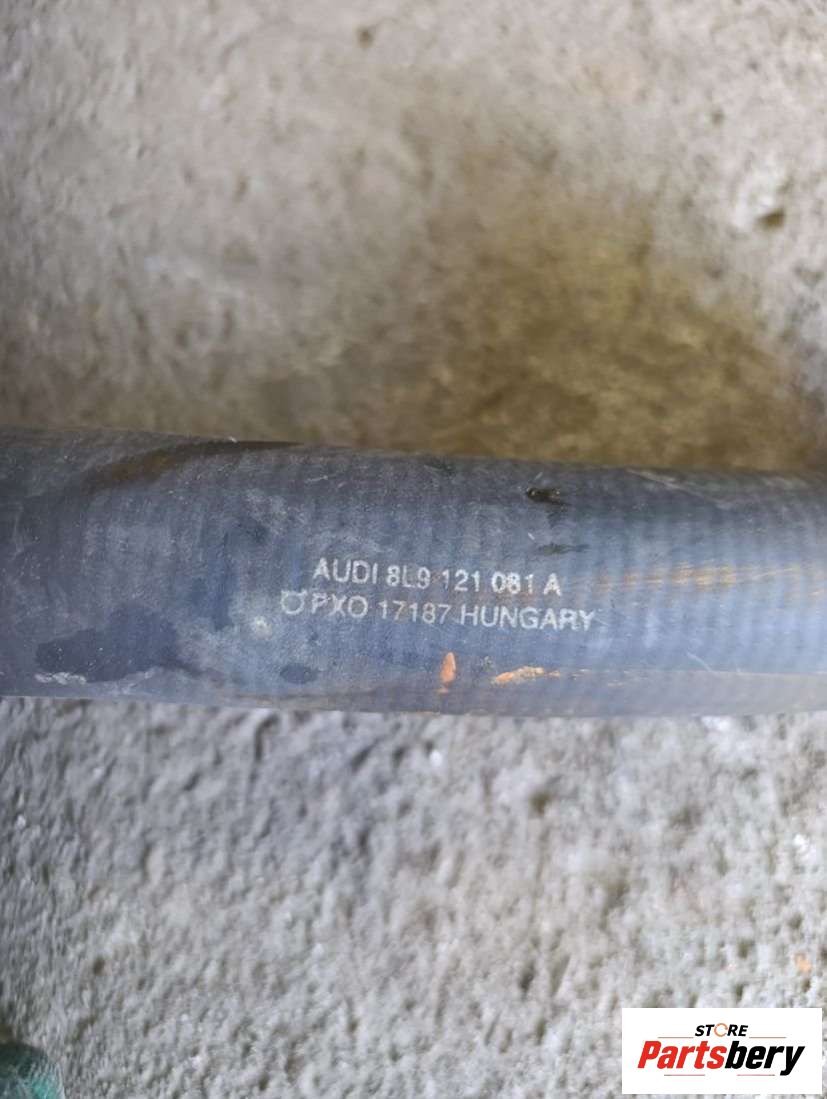 AUDI 8L9 121 081 A
PXO 17187 HUNGARY
STORE
Partsbery